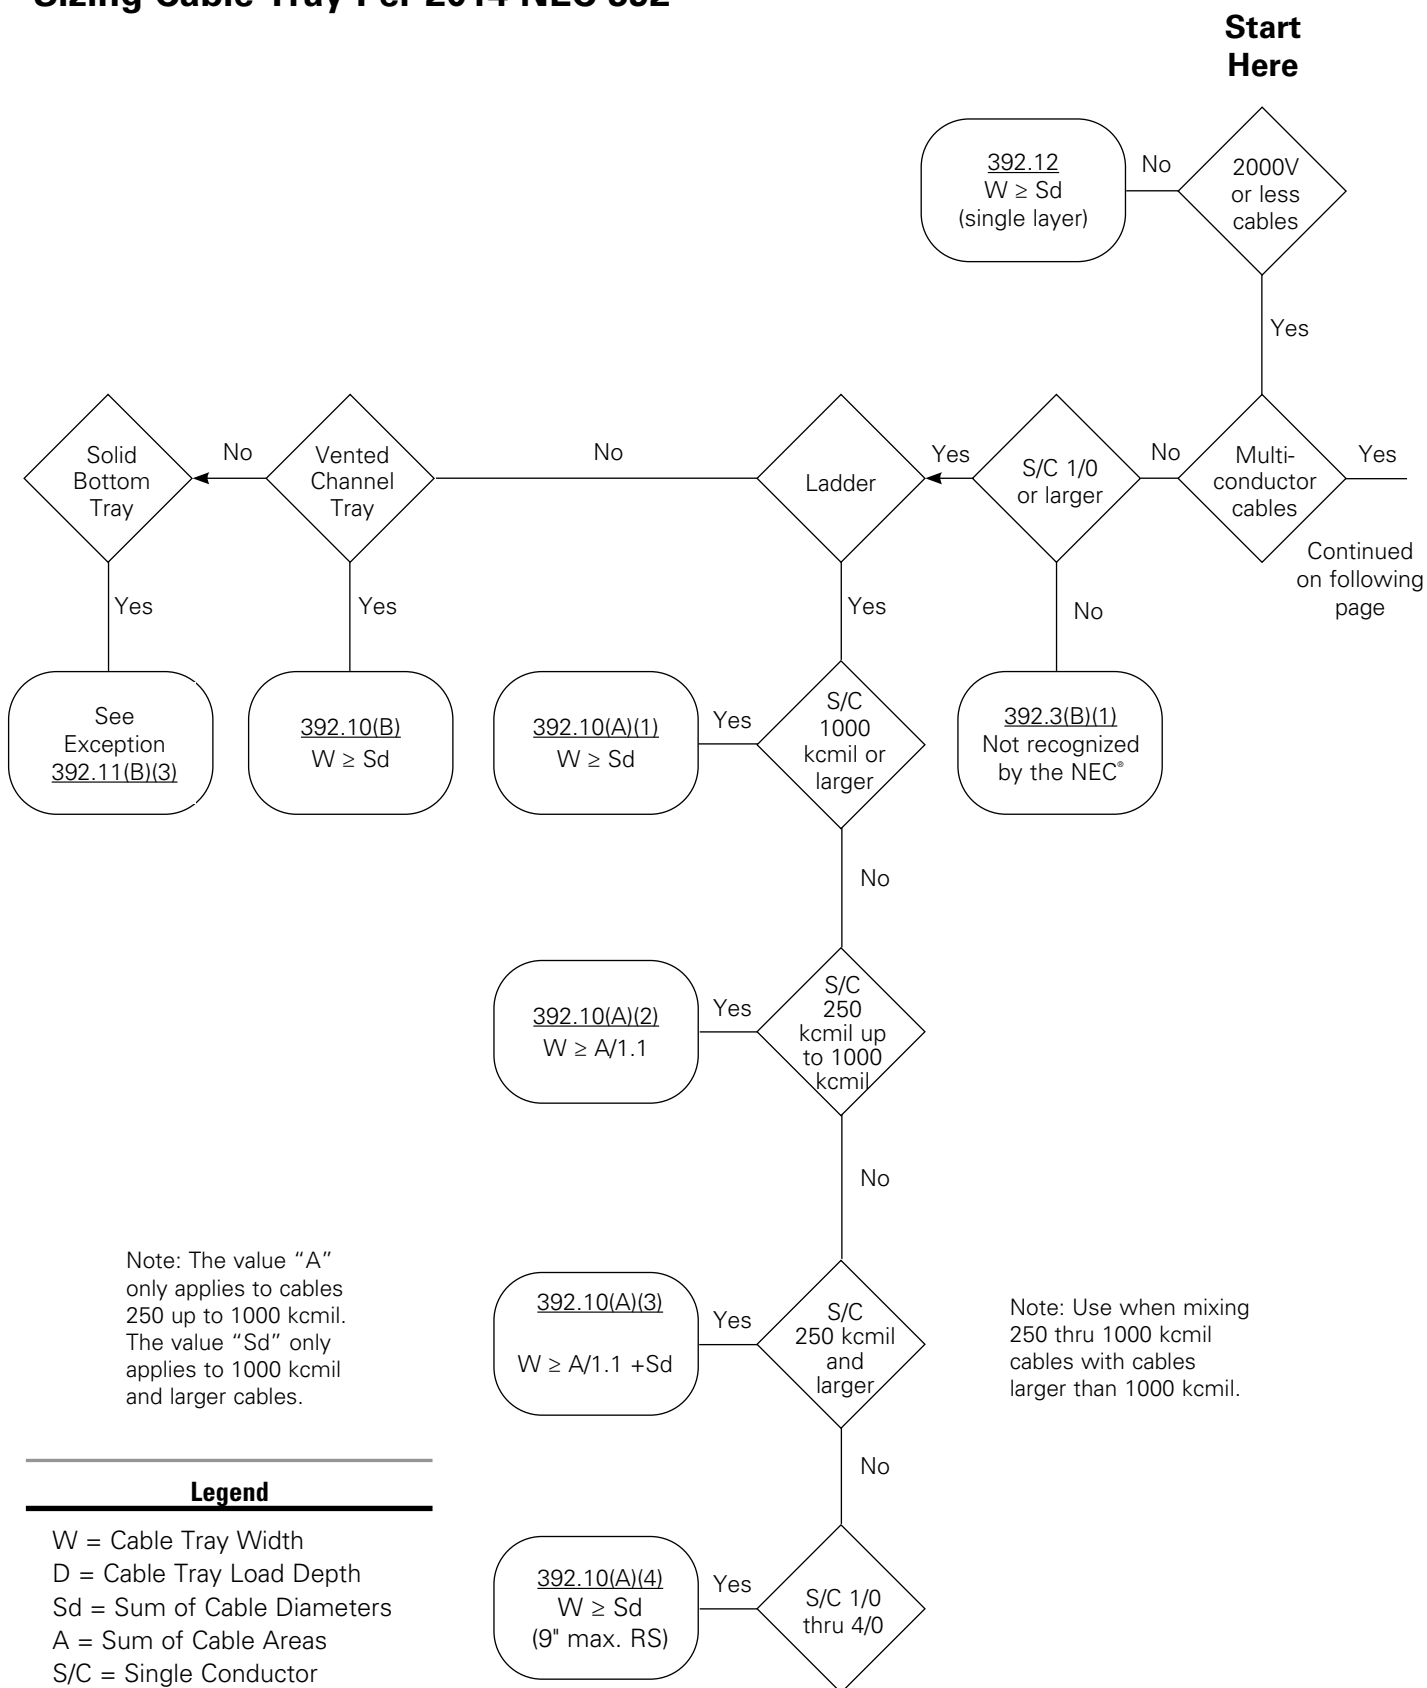 Sizing Cable Tray Per 2014 NEC 392
Start
Here
2000V
or less
cables
No
392.12
W ≥ Sd
(single layer)
Yes
Multi-
conductor
cables
Yes
Continued
on following
page
No
S/C 1/0
or larger
Yes
No
392.3(B)(1)
Not recognized
by the NEC®
Ladder
No
Vented
Channel
Tray
No
Solid
Bottom
Tray
Yes
See
Exception
392.11(B)(3)
Yes
392.10(B)
W ≥ Sd
Yes
S/C
1000
kcmil or
larger
Yes
392.10(A)(1)
W ≥ Sd
No
S/C
250
kcmil up
to 1000
kcmil
Yes
392.10(A)(2)
W ≥ A/1.1
No
S/C
250 kcmil
and
larger
Yes
392.10(A)(3)
W ≥ A/1.1 +Sd
Note: Use when mixing
250 thru 1000 kcmil
cables with cables
larger than 1000 kcmil.
Note: The value “A”
only applies to cables
250 up to 1000 kcmil.
The value “Sd” only
applies to 1000 kcmil
and larger cables.
No
S/C 1/0
thru 4/0
Yes
392.10(A)(4)
W ≥ Sd
(9" max. RS)
Legend
W = Cable Tray Width
D = Cable Tray Load Depth
Sd = Sum of Cable Diameters
A = Sum of Cable Areas
S/C = Single Conductor